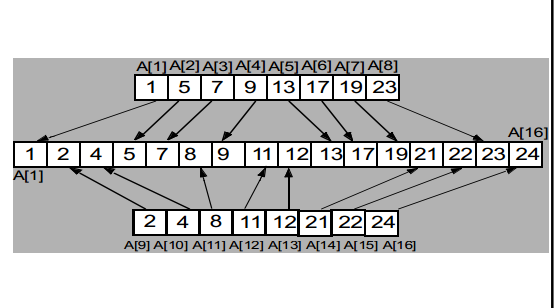 A[1] A[2] A[3] A[4] A[5] A[6] A[7] A[8]
1 5 7 9 13 17 19 23
A[16]
1 2 4 5 7 8 9 11 12 13 17 19 21 22 23 24
A[1]
2 4 8 11 12 21 22 24
A[9] A[10] A[11] A[12] A[13] A[14] A[15] A[16]